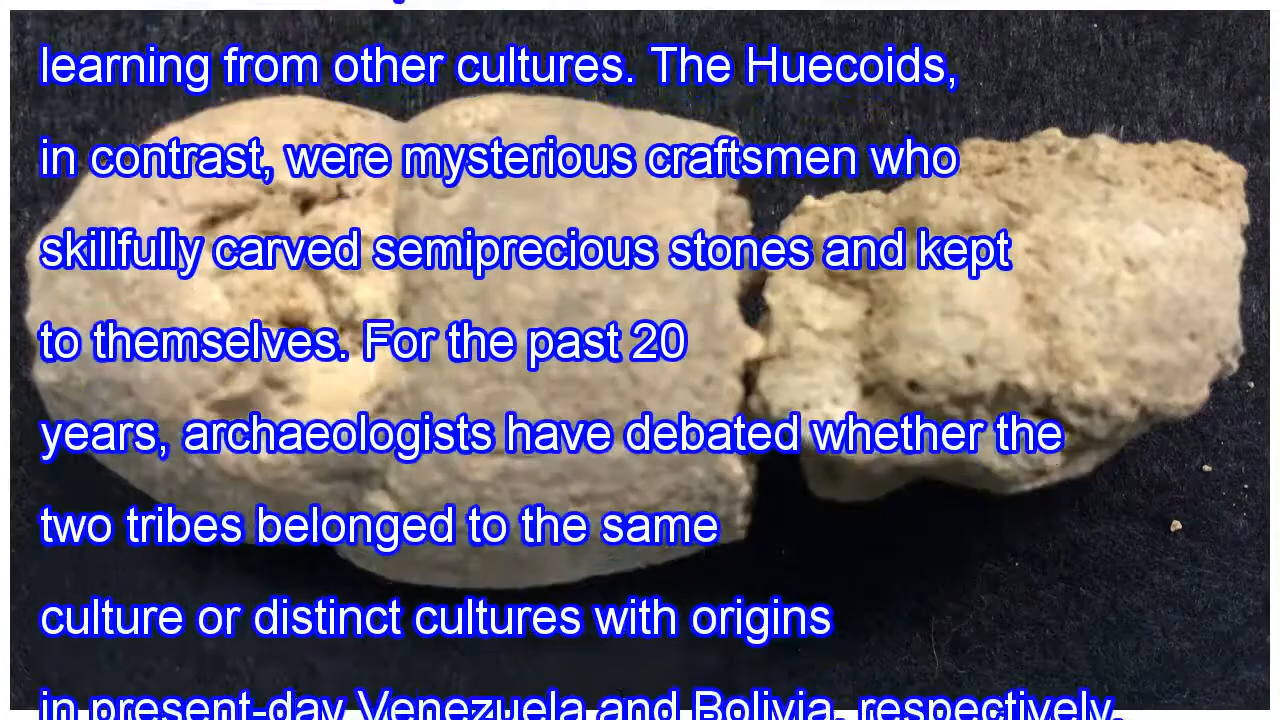 learning from other cultures. The Huecoids,
in contrast, were mysterious craftsmen who
skillfully carved semiprecious stones and kept
to themselves. For the past 20
years, archaeologists have debated whether the
two tribes belonged to the same
culture or distinct cultures with origins
in present-day Venezuela and Bolivia, respectively.